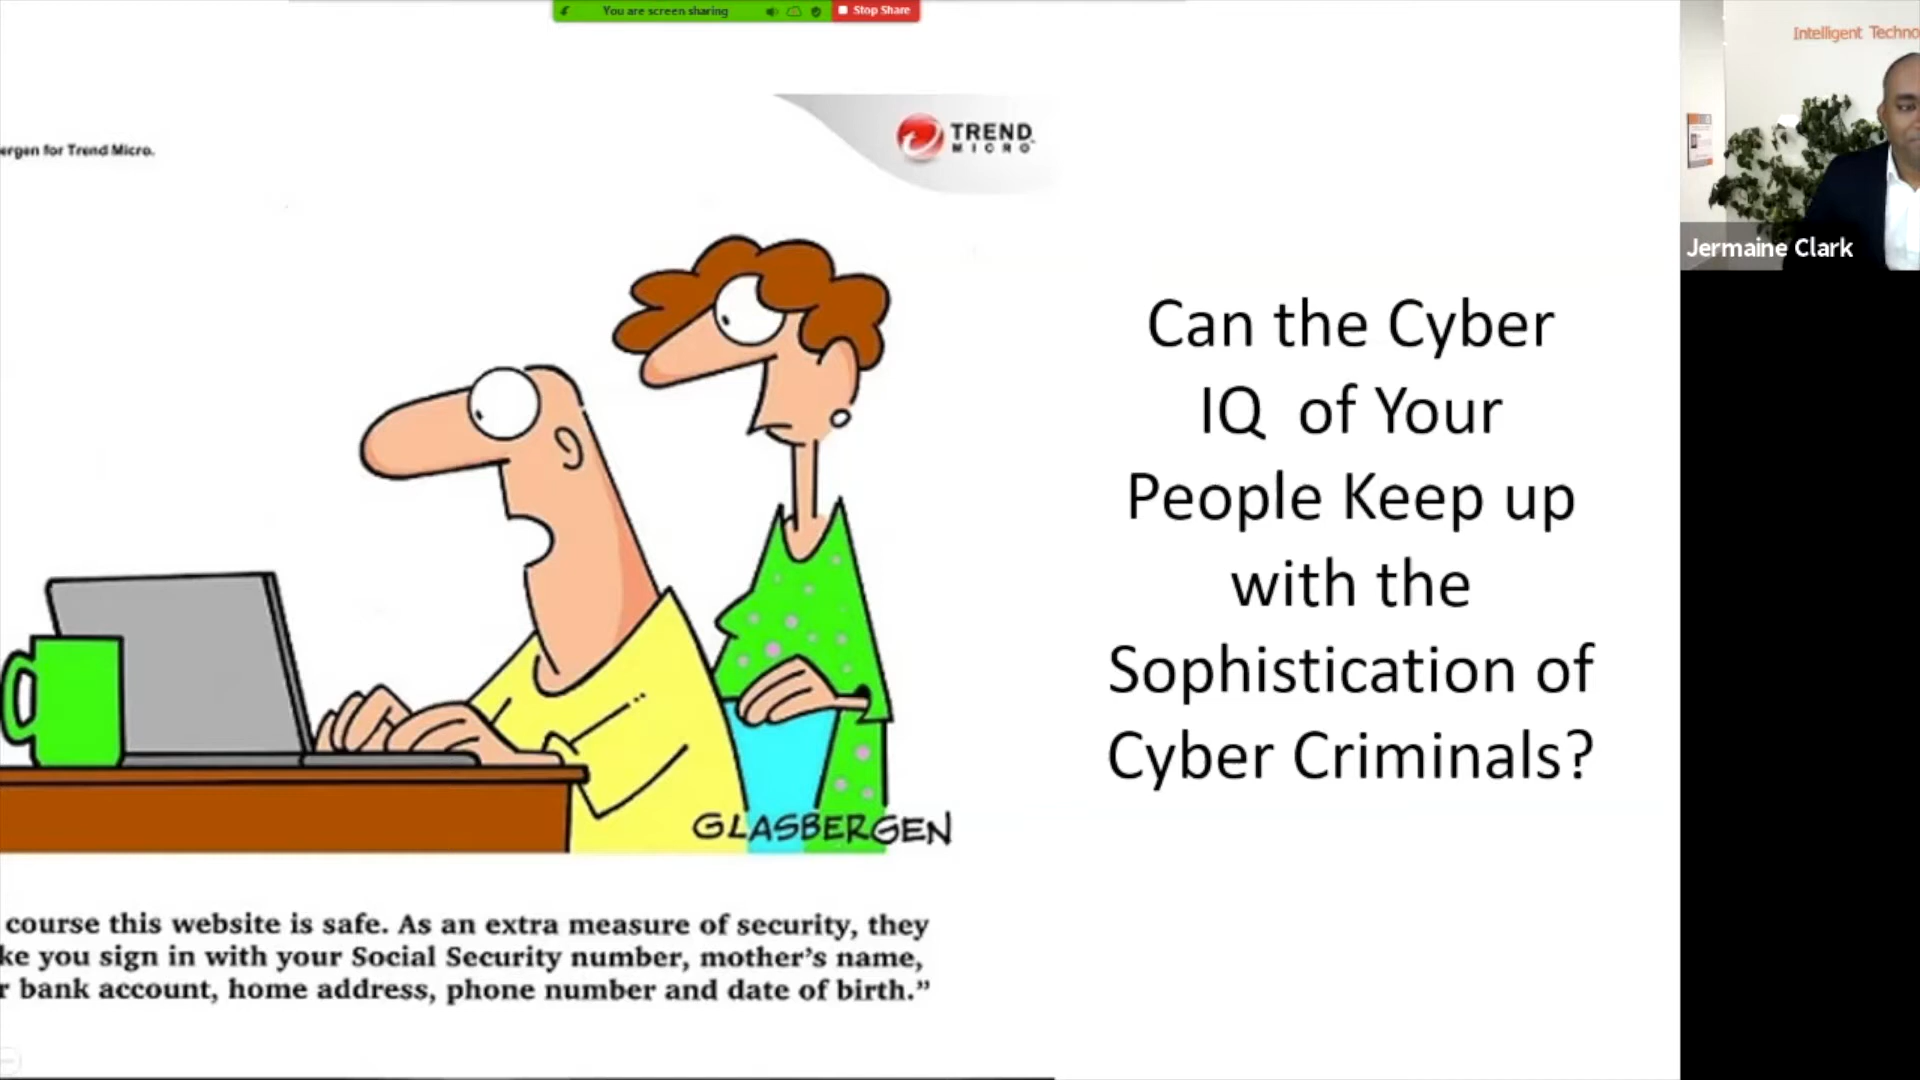 You are screen sharing
Stop Share
Intelligent Techno
TREND
MICRO
ergen for Trend Micro.
Jermaine Clark
Can the Cyber
IQ of Your
People Keep up
with the
Sophistication of
Cyber Criminals?
GLASBERGEN
course this website is safe. As an extra measure of security, they
ke you sign in with your Social Security number, mother’s name,
r bank account, home address, phone number and date of birth.”